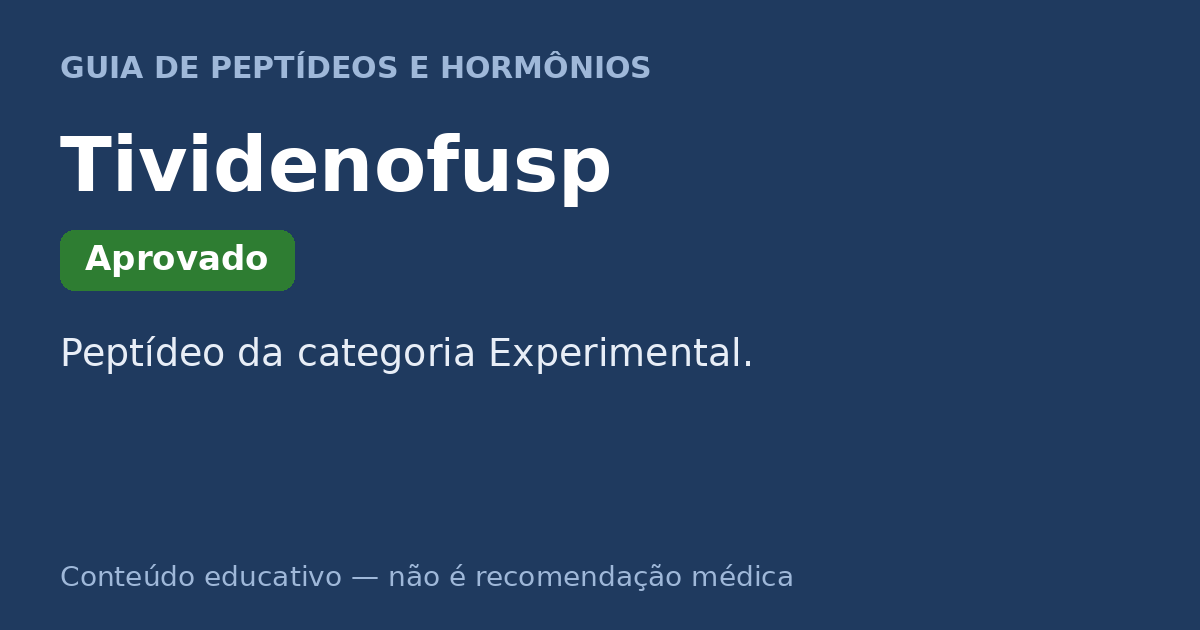 GUIA DE PEPTÍDEOS E HORMÔNIOS
Tividenofusp
Aprovado
Peptídeo da categoria Experimental.
Conteúdo educativo — não é recomendação médica